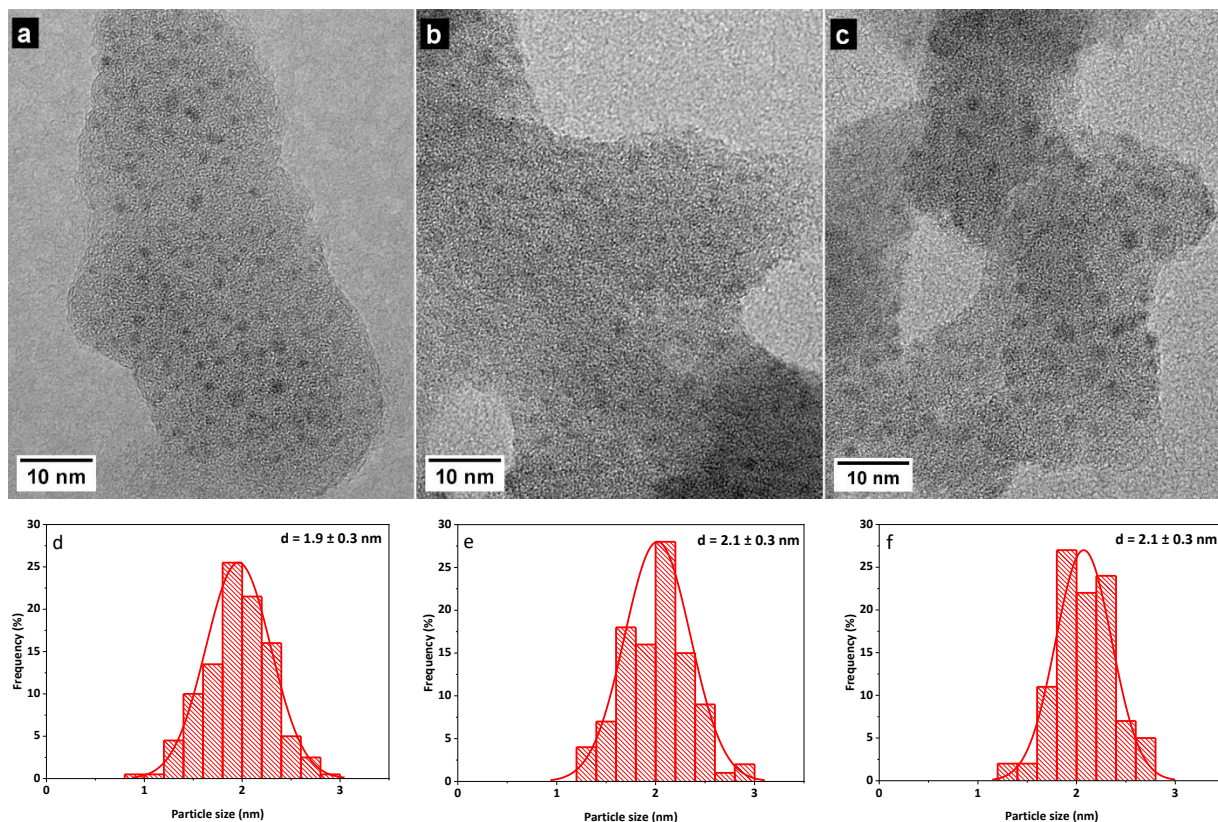 a
b
c
10 nm
10 nm
10 nm
d
d = 1.9 ± 0.3 nm
30
25
20
15
10
5
0
Frequency (%)
0
1
2
3
Particle size (nm)
e
d = 2.1 ± 0.3 nm
30
25
20
15
10
5
0
Frequency (%)
0
1
2
3
Particle size (nm)
f
d = 2.1 ± 0.3 nm
30
25
20
15
10
5
0
Frequency (%)
0
1
2
3
Particle size (nm)